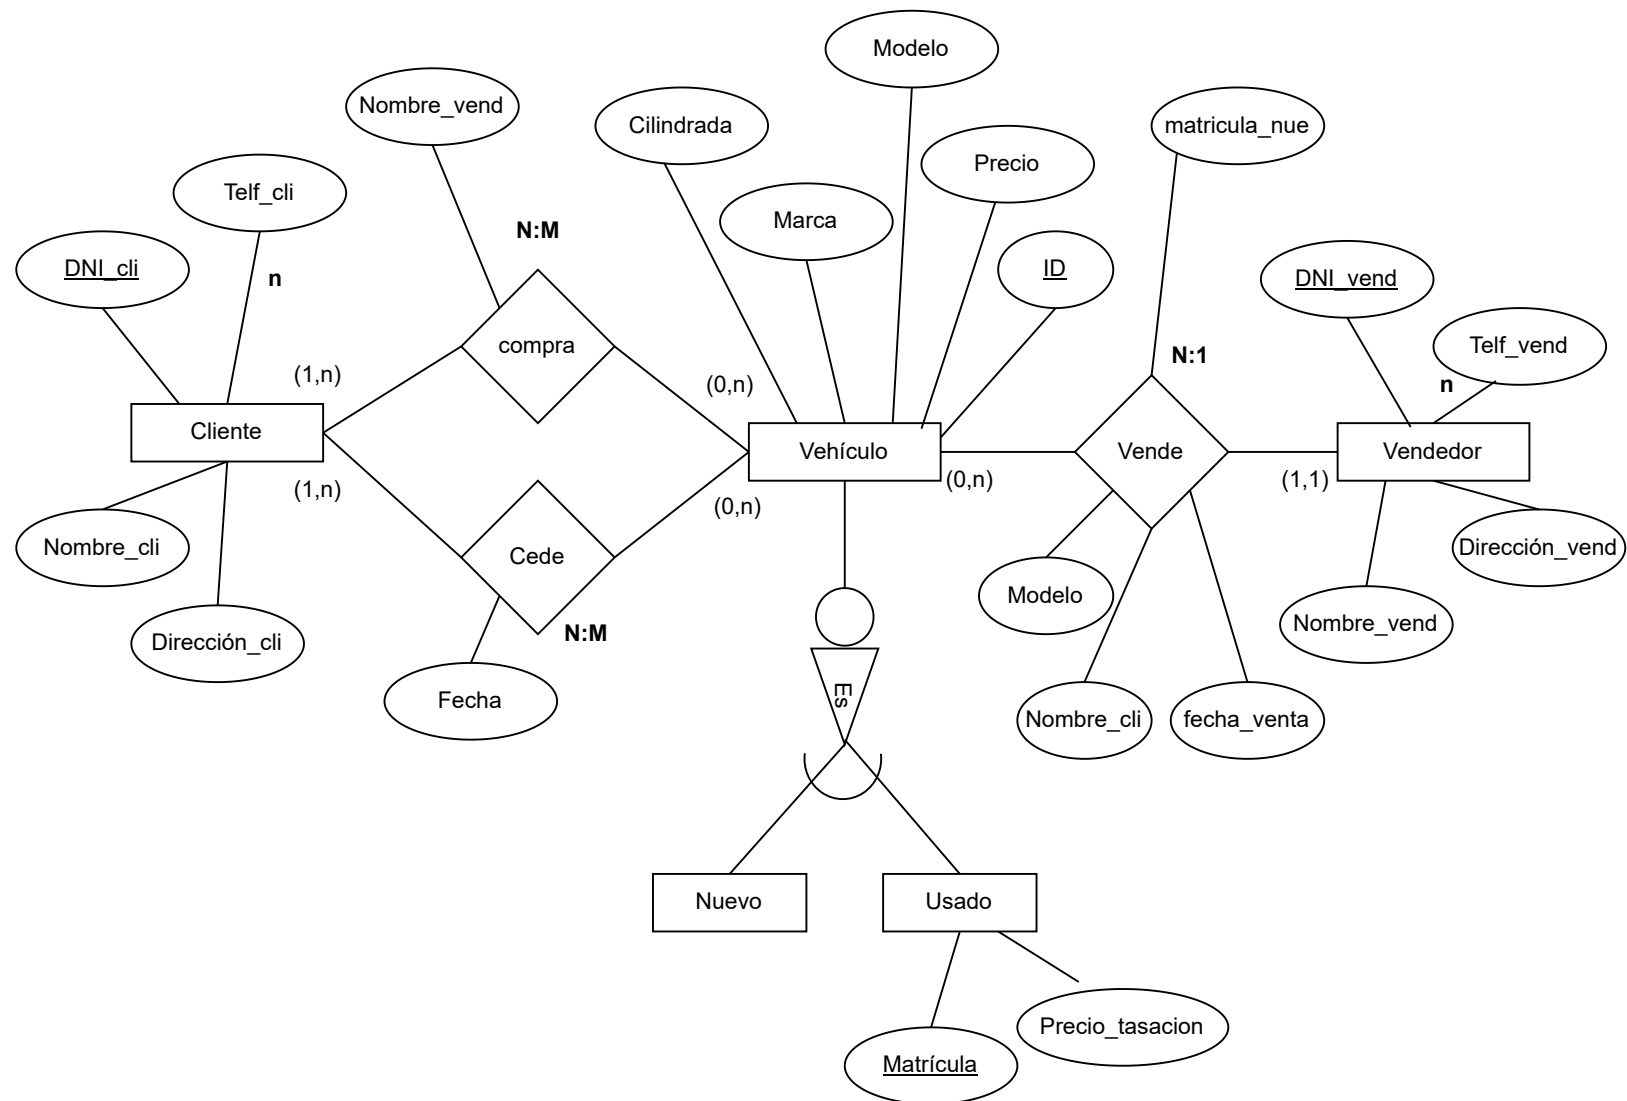 Modelo
Nombre_vend
Cilindrada
matricula_nue
Precio
Telf_cli
Marca
N:M
DNI_cli
ID
DNI_vend
n
compra
N:1
Telf_vend
(1,n)
(0,n)
n
Cliente
Vehículo
Vende
Vendedor
(1,n)
(0,n)
(0,n)
(1,1)
Nombre_cli
Cede
Dirección_vend
Modelo
Nombre_vend
Dirección_cli
N:M
Es
Fecha
Nombre_cli
fecha_venta
Nuevo
Usado
Precio_tasacion
Matrícula